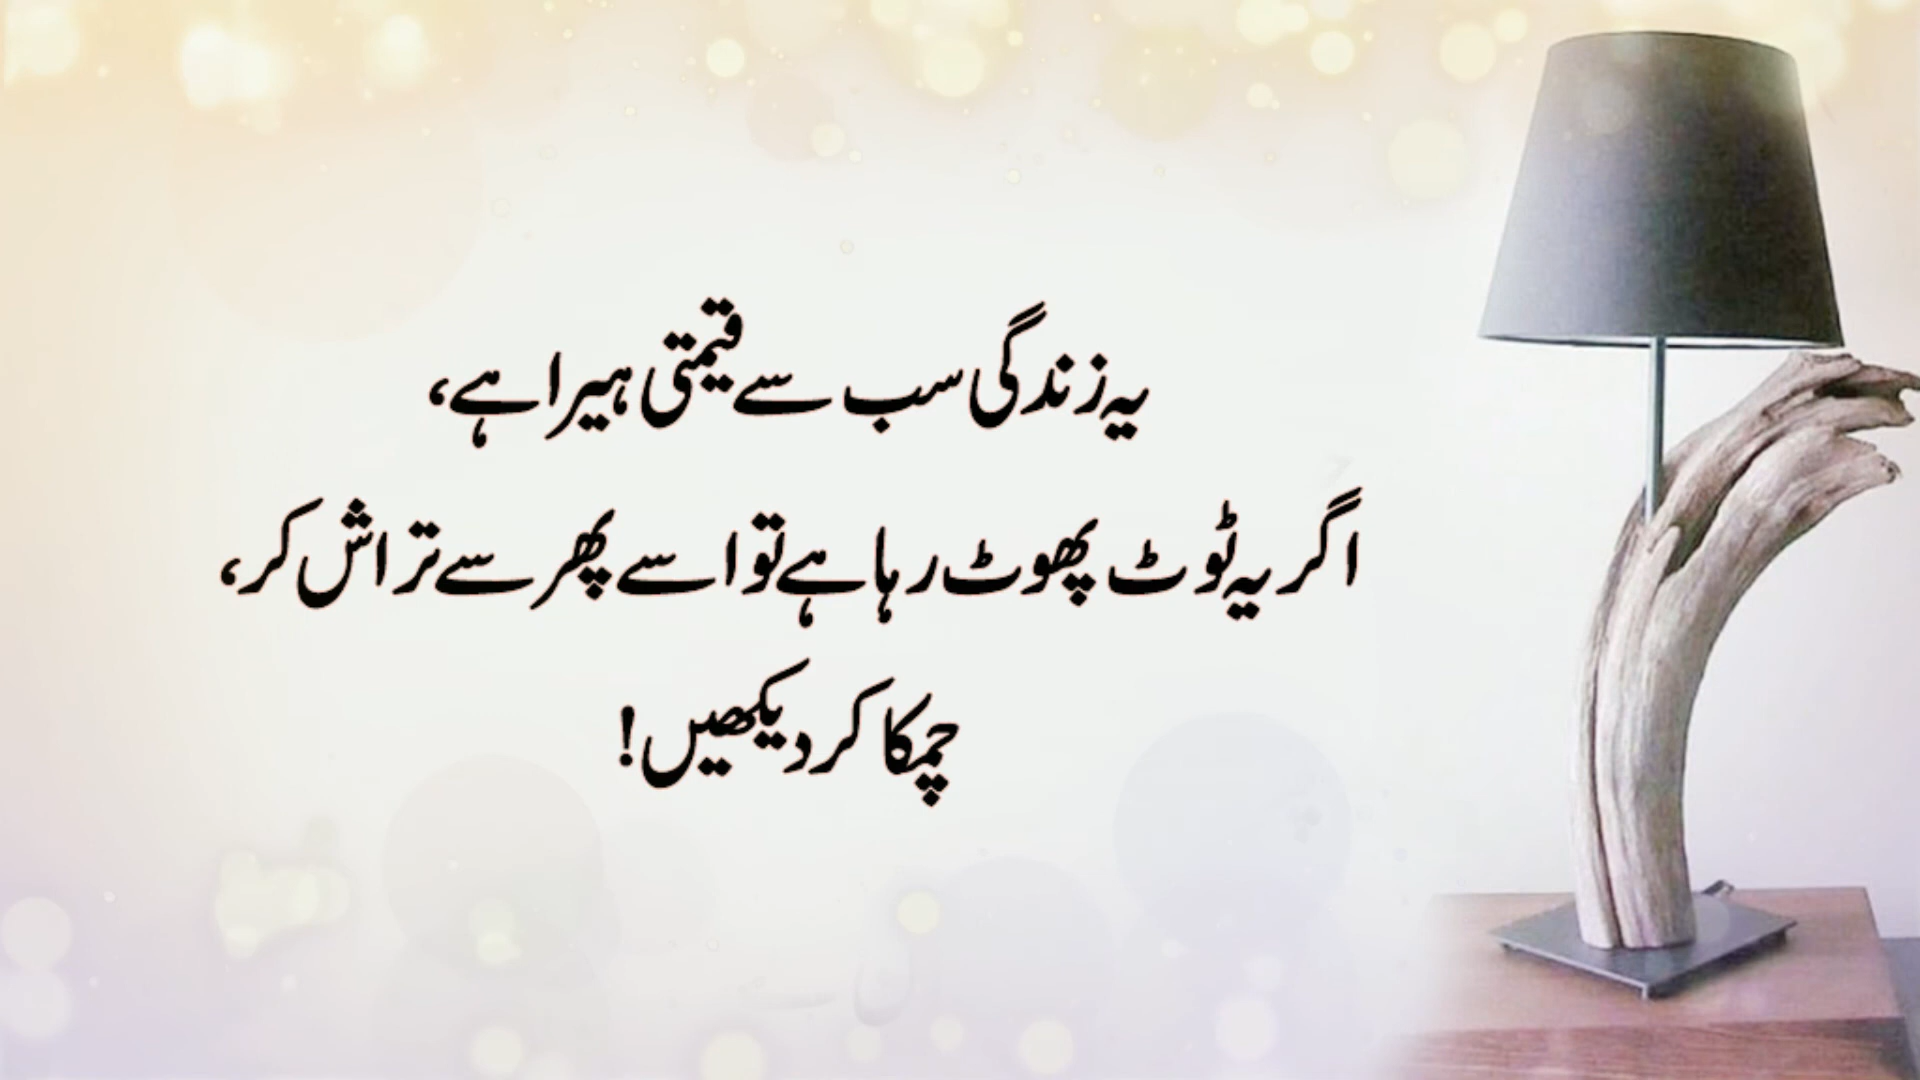 یہ زندگی سب سے قیمتی ہیرا ہے،
اگر یہ ٹوٹ پھوٹ رہا ہے تو اسے پھر سے تراش کر،
چمکا کر دیکھیں!